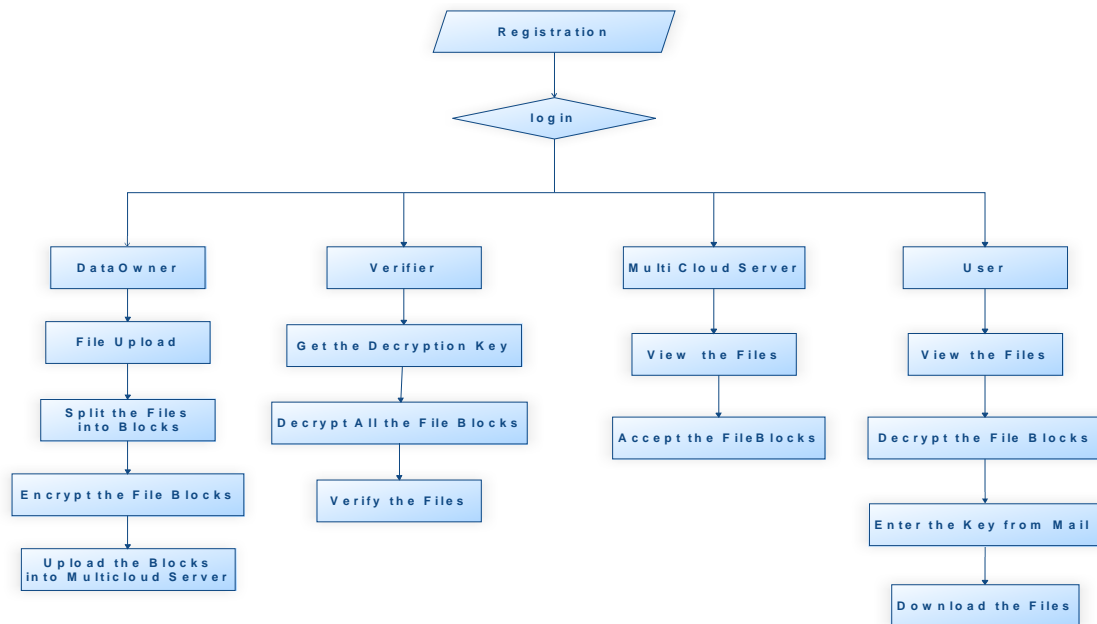 Registration
login
DataOwner
File Upload
Split the Files
into Blocks
Encrypt the File Blocks
Upload the Blocks
into Multicloud Server
Verifier
Get the Decryption Key
Decrypt All the File Blocks
Verify the Files
Multi Cloud Server
View the Files
Accept the FileBlocks
User
View the Files
Decrypt the File Blocks
Enter the Key from Mail
Download the Files